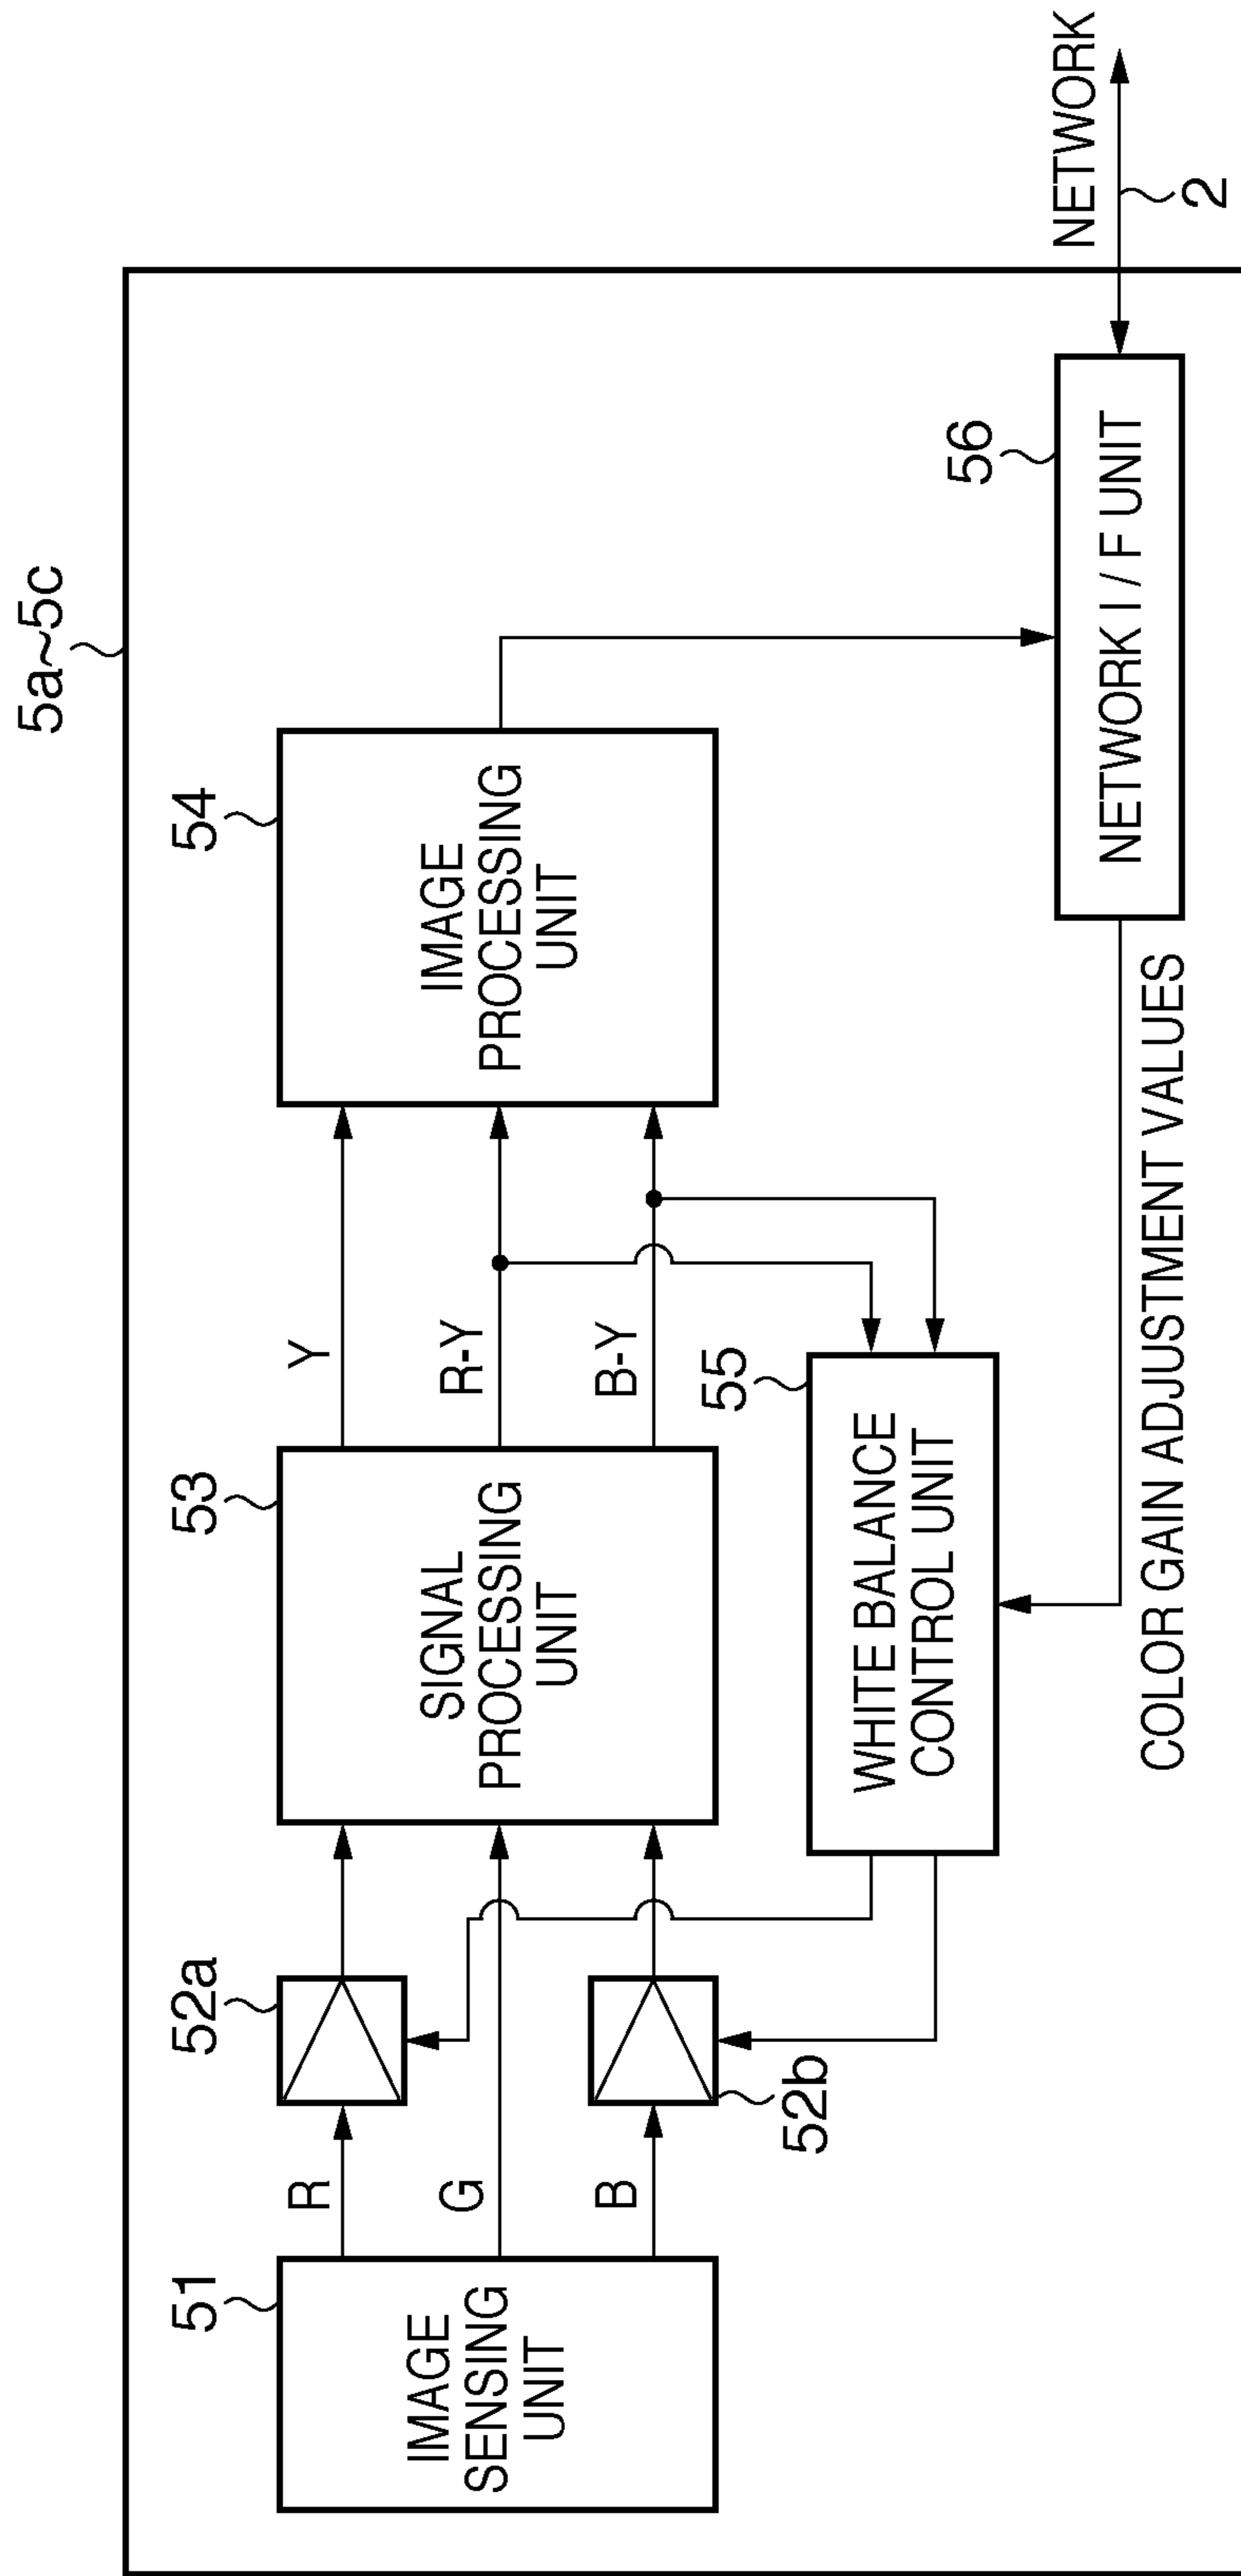 5a~5c
51
IMAGE
SENSING
UNIT
R
G
B
52a
52b
53
SIGNAL
PROCESSING
UNIT
Y
R-Y
B-Y
54
IMAGE
PROCESSING
UNIT
55
WHITE BALANCE
CONTROL UNIT
COLOR GAIN ADJUSTMENT VALUES
56
NETWORK I / F UNIT
NETWORK
2